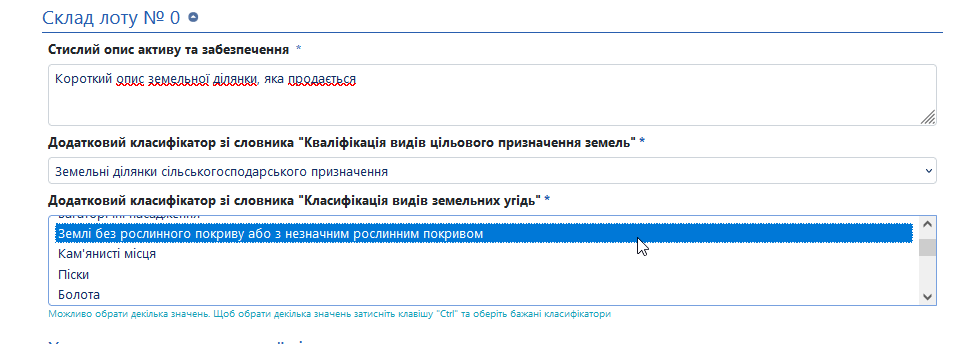 Склад лоту № 0
Стислий опис активу та забезпечення *
Короткий опис земельної ділянки, яка продається
Додатковий класифікатор зі словника "Кваліфікація видів цільового призначення земель" *
Земельні ділянки сільськогосподарського призначення
Додатковий класифікатор зі словника "Класифікація видів земельних угідь" *
Землі без рослинного покриву або з незначним рослинним покривом
Кам'янисті місця
Піски
Болота
Можливо обрати декілька значень. Щоб обрати декілька значень затисніть клавішу "Ctrl" та оберіть бажані класифікатори